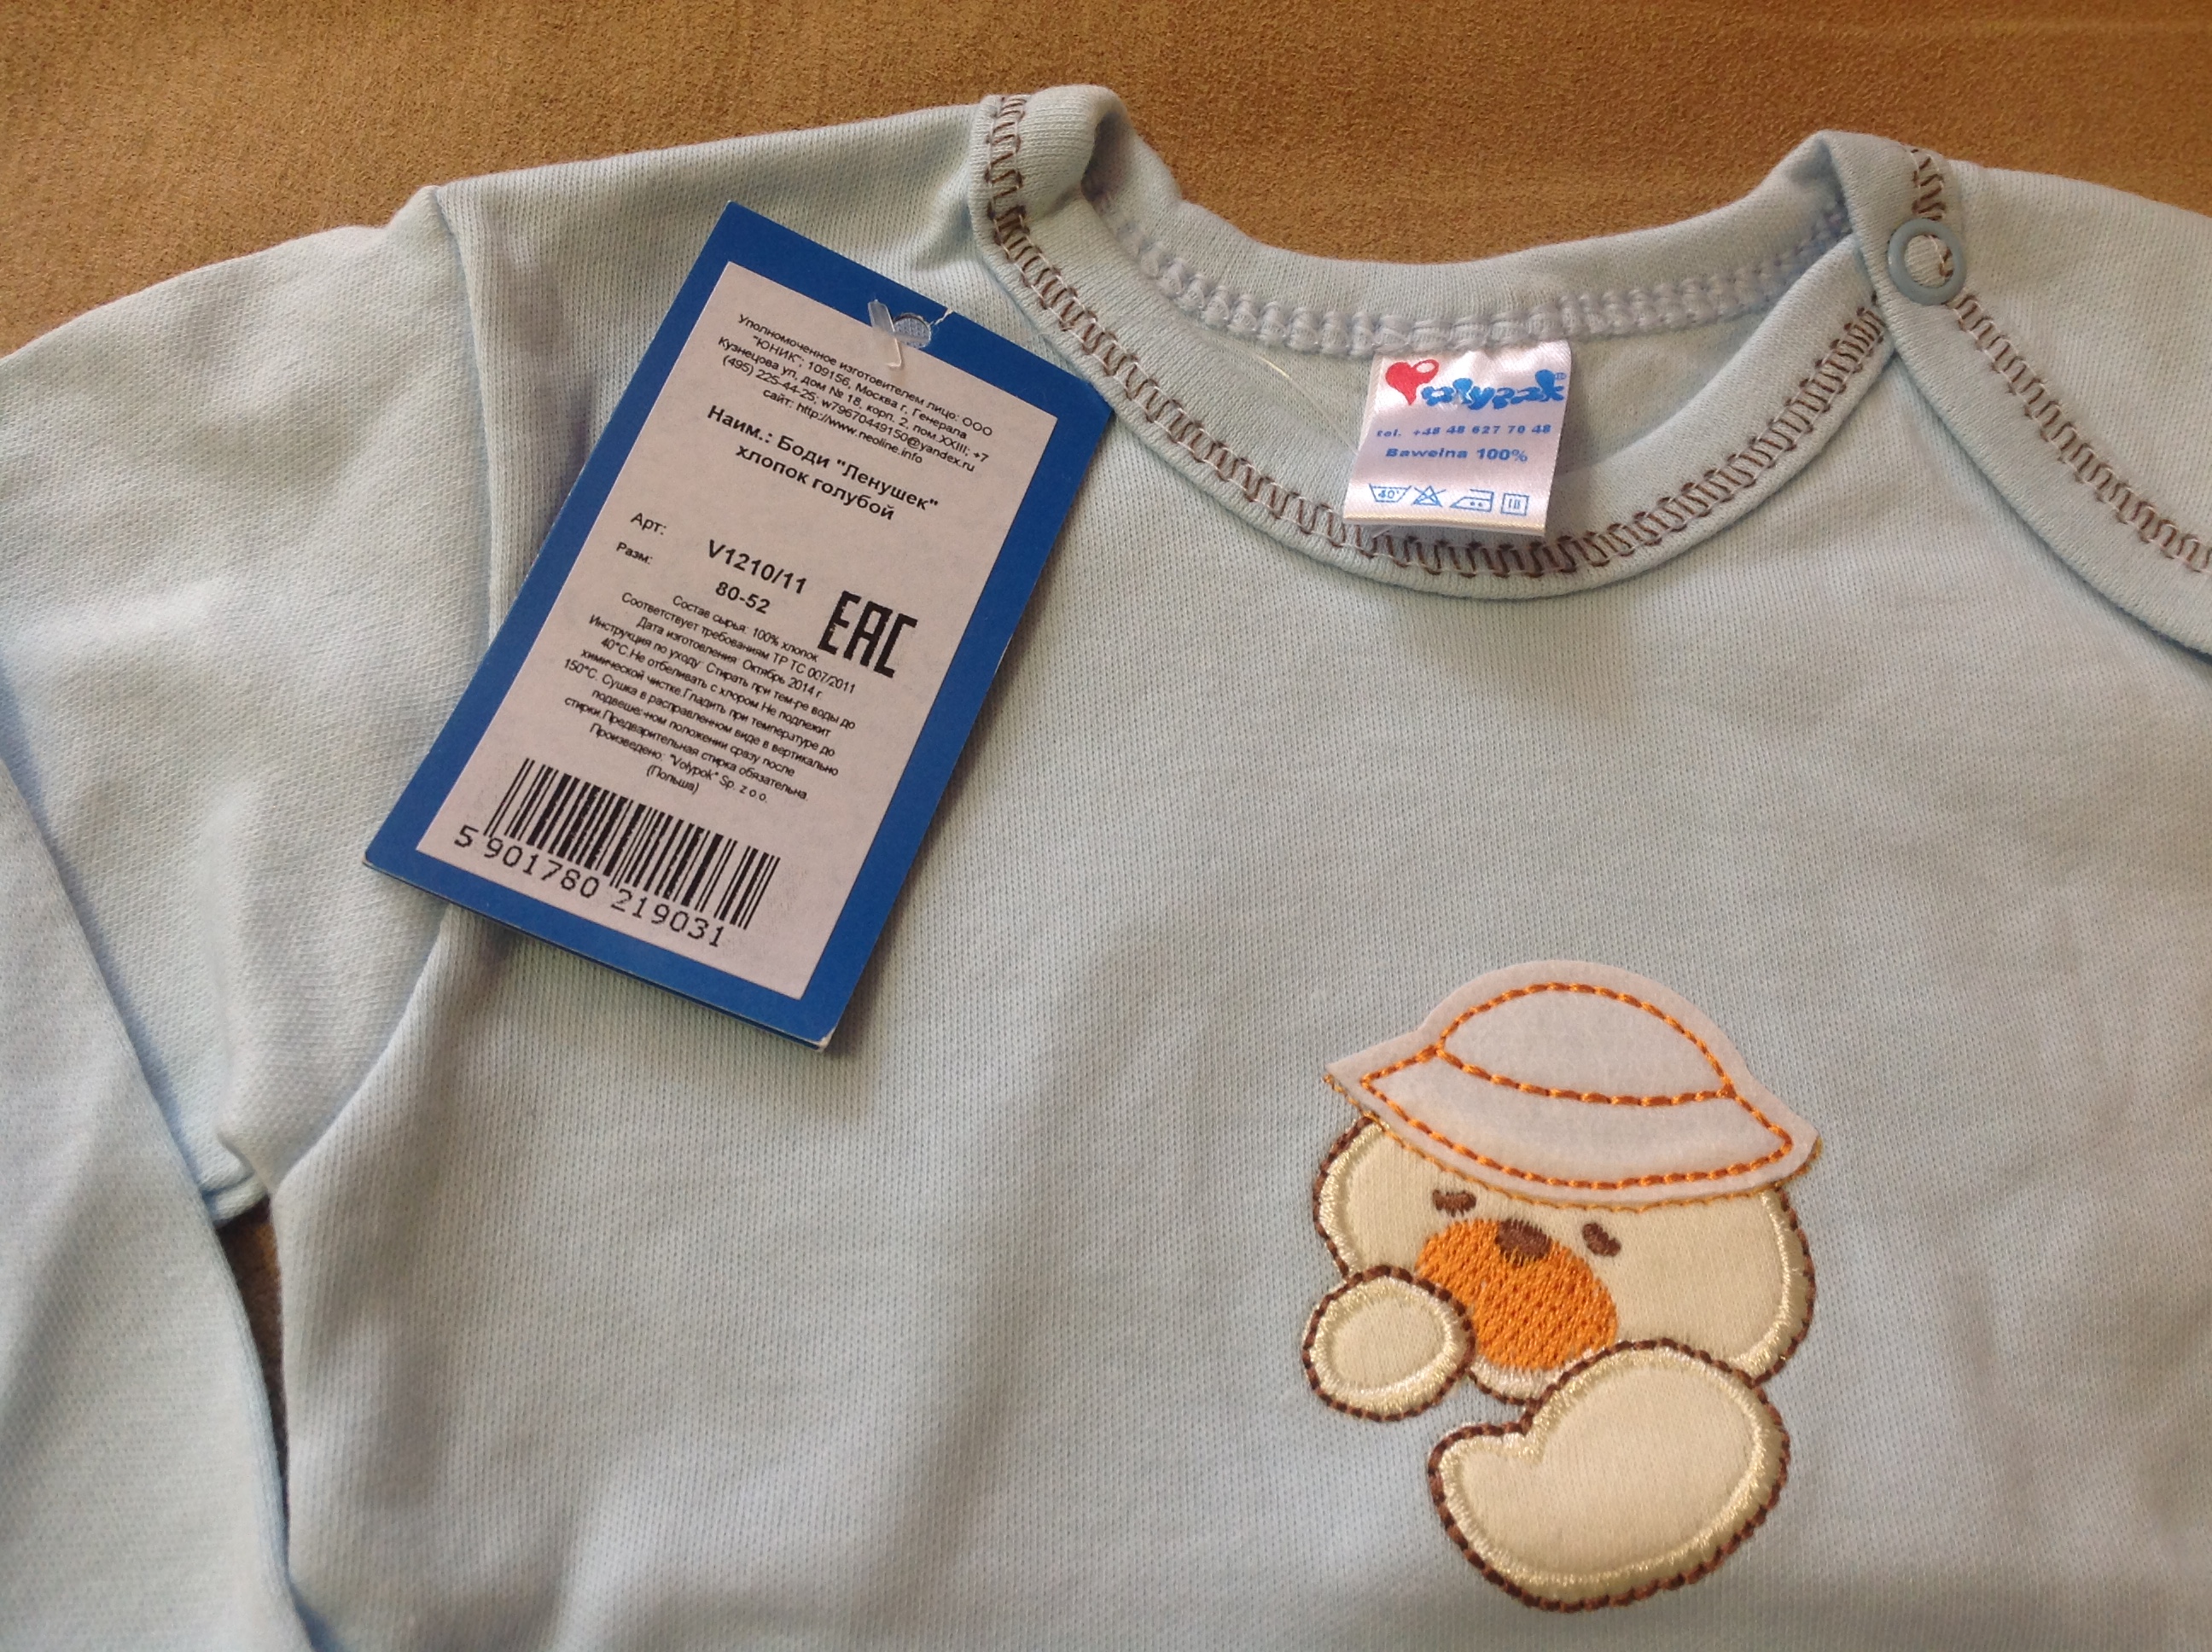 Уполномоченное изготовителем лицо: ООО
"ЮНИК"; 109156, Москва г, Генерала
Кузнецова ул, дом № 18, корп. 2, пом.XXIII; +7
(495) 225-44-25; w79670449150@yandex.ru
сайт: http://www.neoline.info
Наим.: Боди "Ленушек"
хлопок голубой
Арт: V1210/11
Разм: 80-52
EAC
Состав сырья: 100% хлопок
Соответствует требованиям ТР ТС 007/2011
Дата изготовления: Октябрь 2014 г
Инструкция по уходу: Стирать при тем-ре воды до
40°С.Не отбеливать с хлором.Не подлежит
химической чистке.Гладить при температуре до
150°С. Сушка в расправленном виде в вертикально
подвеше:-ном положении сразу после
стирки.Предварительная стирка обязательна.
Произведено: "Volypok" Sp. z o.o.
(Польша)
5 901780 219031
tel. +48 48 627 70 48
Bawełna 100%
40°